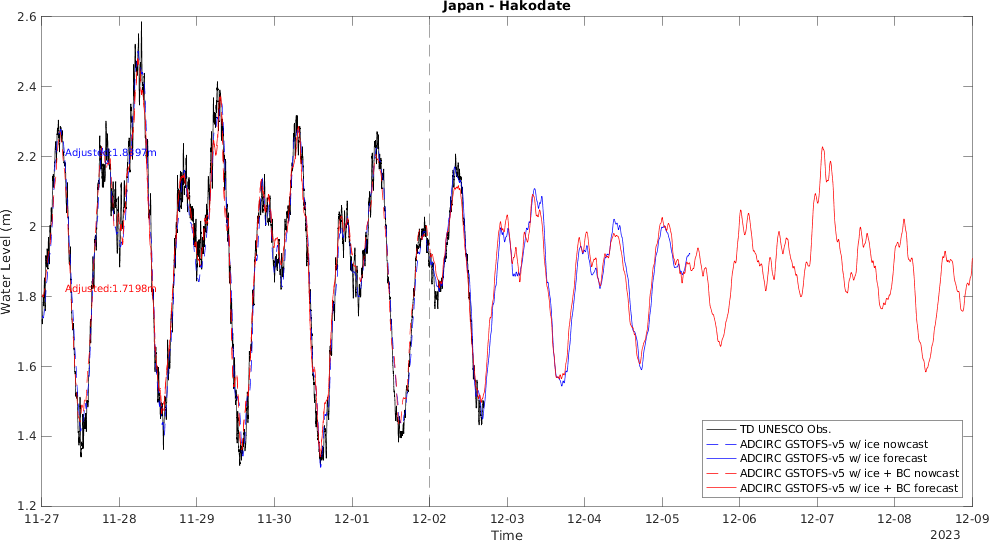 Japan - Hakodate
2.6
2.4
2.2
2
1.8
1.6
1.4
1.2
Water Level (m)
Adjusted:1.8397m
Adjusted:1.7198m
TD UNESCO Obs.
ADCIRC GSTOFS-v5 w/ ice nowcast
ADCIRC GSTOFS-v5 w/ ice forecast
ADCIRC GSTOFS-v5 w/ ice + BC nowcast
ADCIRC GSTOFS-v5 w/ ice + BC forecast
11-27 11-28 11-29 11-30 12-01 12-02 12-03 12-04 12-05 12-06 12-07 12-08 12-09
Time
2023